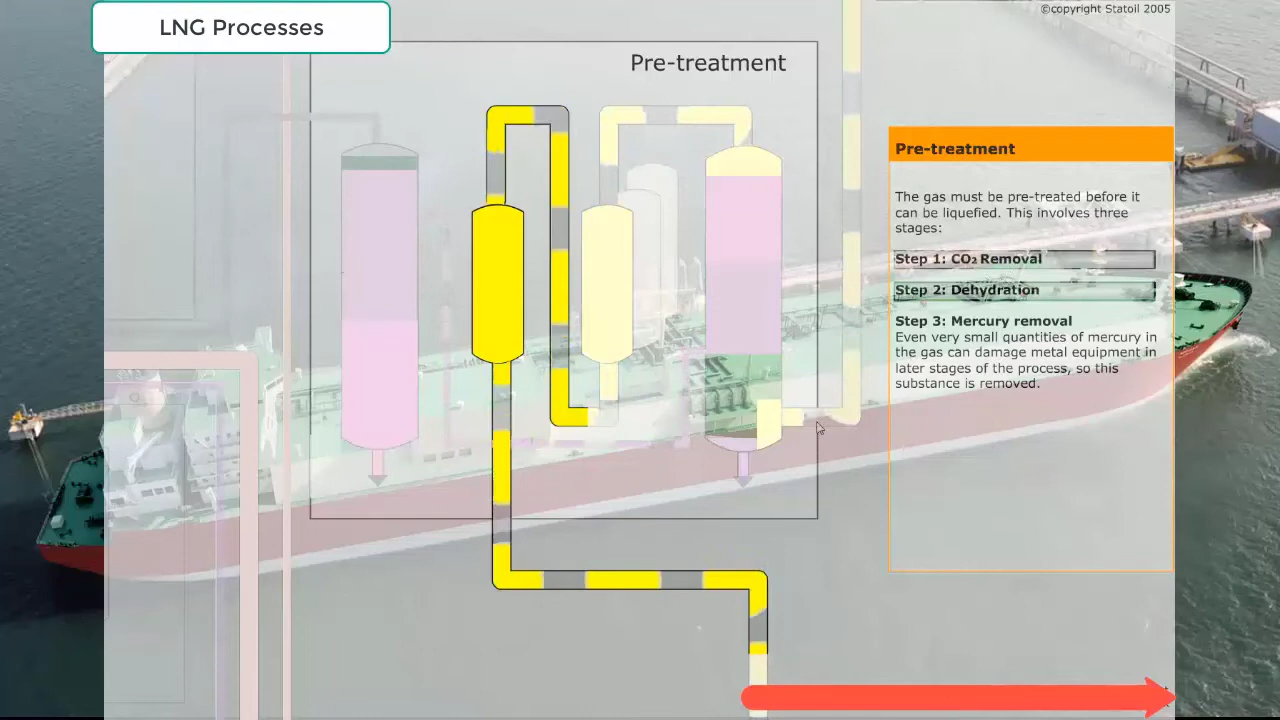 LNG Processes
©copyright Statoil 2005
Pre-treatment
Pre-treatment
The gas must be pre-treated before it
can be liquefied. This involves three
stages:
Step 1: CO₂ Removal
Step 2: Dehydration
Step 3: Mercury removal
Even very small quantities of mercury in
the gas can damage metal equipment in
later stages of the process, so this
substance is removed.